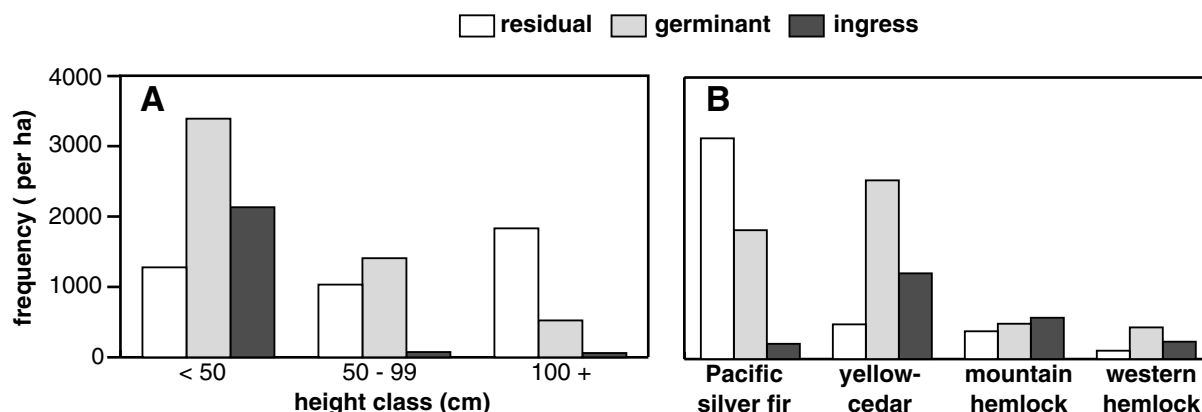 residual germinant ingress
A
B
frequency ( per ha)
4000
3000
2000
1000
0
< 50 50 - 99 100 +
height class (cm)
Pacific silver fir
yellow-cedar
mountain hemlock
western hemlock